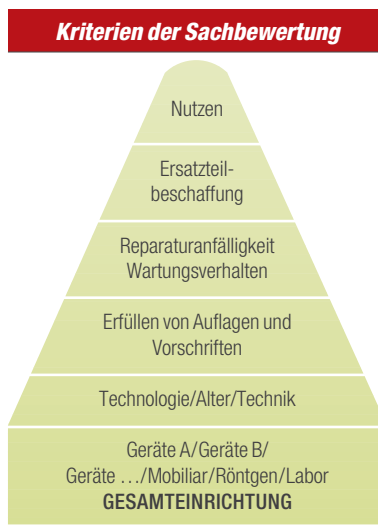 Kriterien der Sachbewertung
Nutzen
Ersatzteil-
beschaffung
Reparaturanfälligkeit
Wartungsverhalten
Erfüllen von Auflagen und
Vorschriften
Technologie/Alter/Technik
Geräte A/Geräte B/
Geräte .../Mobiliar/Röntgen/Labor
GESAMTEINRICHTUNG